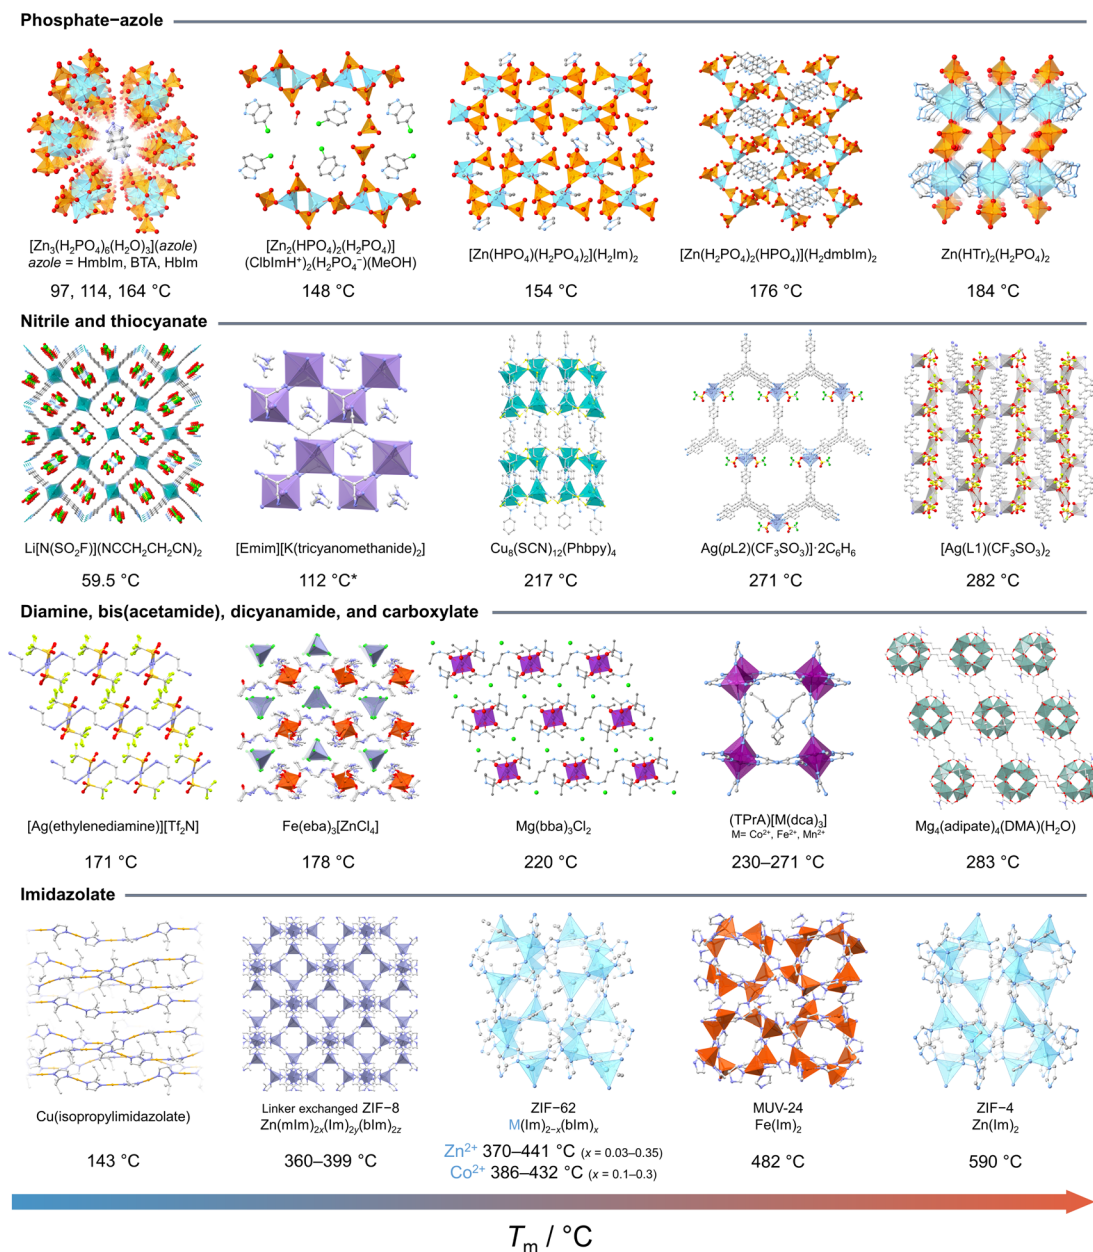 Phosphate−azole
[Zn₃(H₂PO₄)₆(H₂O)₃](azole)
azole = HmbIm, BTA, HbIm
97, 114, 164 °C
[Zn₂(HPO₄)₂(H₂PO₄)]
(ClbImH⁺)₂(H₂PO₄⁻)(MeOH)
148 °C
[Zn(HPO₄)(H₂PO₄)₂](H₂Im)₂
154 °C
[Zn(H₂PO₄)₂(HPO₄)](H₂dmbIm)₂
176 °C
Zn(HTr)₂(H₂PO₄)₂
184 °C
Nitrile and thiocyanate
Li[N(SO₂F)](NCCH₂CH₂CN)₂
59.5 °C
[Emim][K(tricyanomethanide)₂]
112 °C*
Cu₈(SCN)₁₂(Phbpy)₄
217 °C
Ag(pL2)(CF₃SO₃)]·2C₆H₆
271 °C
[Ag(L1)(CF₃SO₃)₂
282 °C
Diamine, bis(acetamide), dicyanamide, and carboxylate
[Ag(ethylenediamine)][Tf₂N]
171 °C
Fe(eba)₃[ZnCl₄]
178 °C
Mg(bba)₃Cl₂
220 °C
(TPrA)[M(dca)₃]
M= Co²⁺, Fe²⁺, Mn²⁺
230–271 °C
Mg₄(adipate)₄(DMA)(H₂O)
283 °C
Imidazolate
Cu(isopropylimidazolate)
143 °C
Linker exchanged ZIF−8
Zn(mIm)₂ₓ(Im)₂ᵧ(bIm)₂z
360–399 °C
ZIF−62
M(Im)₂₋ₓ(bIm)ₓ
Zn²⁺ 370–441 °C (x = 0.03–0.35)
Co²⁺ 386–432 °C (x = 0.1–0.3)
MUV-24
Fe(Im)₂
482 °C
ZIF−4
Zn(Im)₂
590 °C
Tₘ / °C